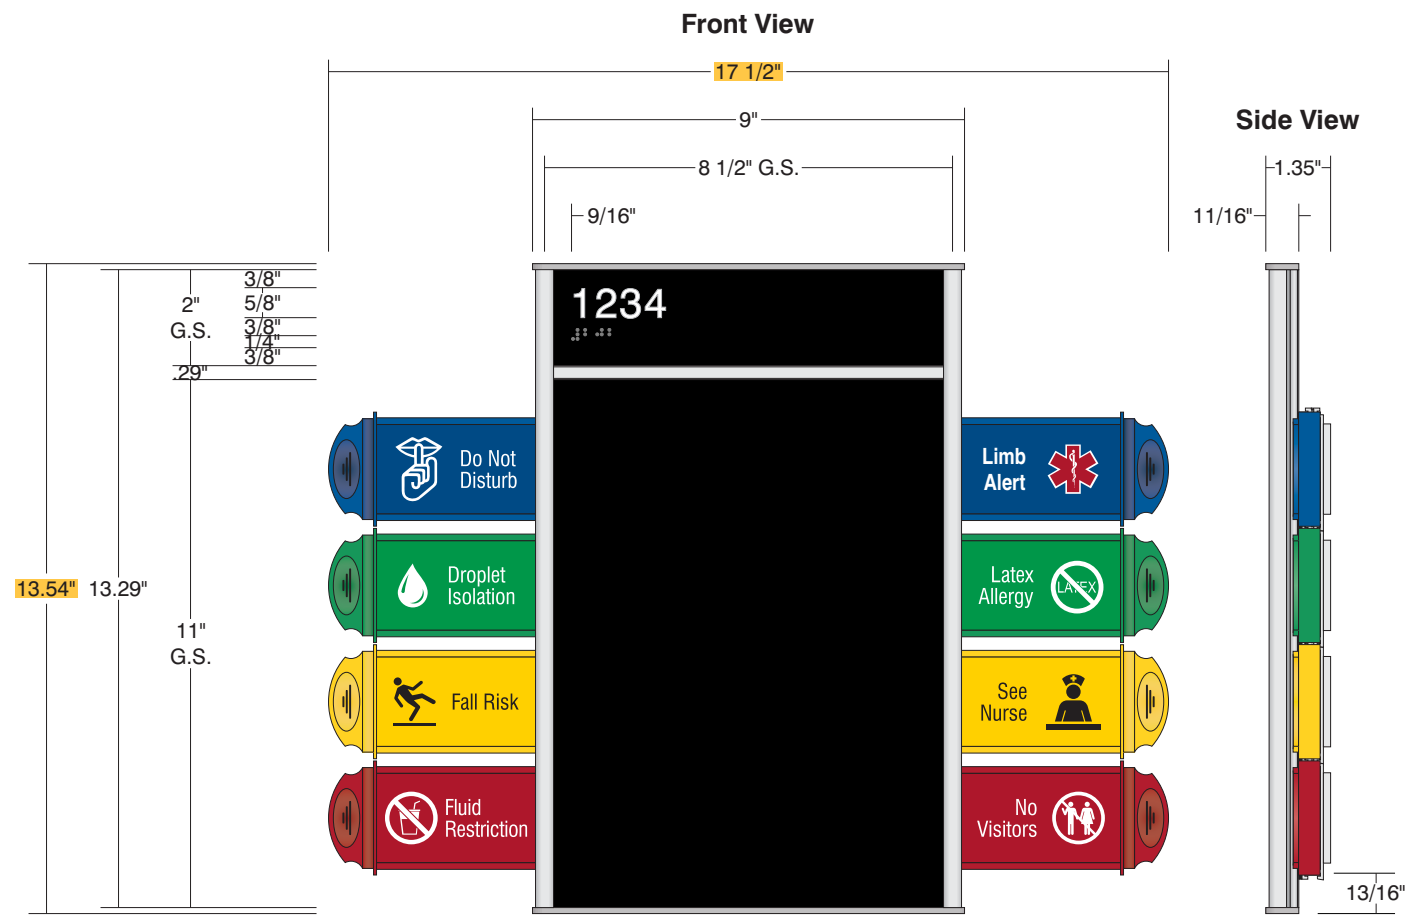 Front View
17 1/2"
9"
Side View
8 1/2" G.S.
1.35"
9/16"
11/16"
3/8"
2"
G.S.
5/8"
3/8"
1/4"
3/8"
.29"
1234
Do Not
Disturb
Limb
Alert
13.54"
13.29"
Droplet
Isolation
Latex
Allergy
LATEX
11"
G.S.
Fall Risk
See
Nurse
Fluid
Restriction
No
Visitors
13/16"